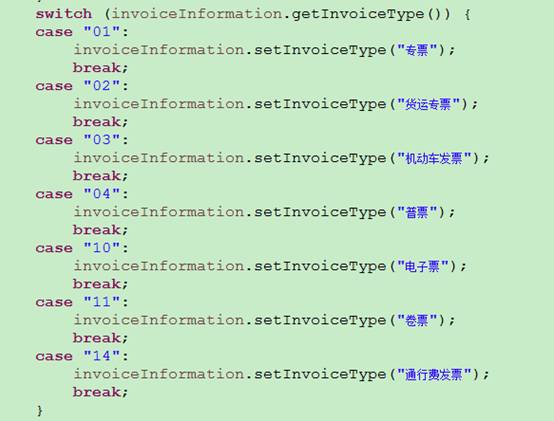 switch (invoiceInformation.getInvoiceType()) {
case "01":
    invoiceInformation.setInvoiceType("专票");
    break;
case "02":
    invoiceInformation.setInvoiceType("货运专票");
    break;
case "03":
    invoiceInformation.setInvoiceType("机动车发票");
    break;
case "04":
    invoiceInformation.setInvoiceType("普票");
    break;
case "10":
    invoiceInformation.setInvoiceType("电子票");
    break;
case "11":
    invoiceInformation.setInvoiceType("卷票");
    break;
case "14":
    invoiceInformation.setInvoiceType("通行费发票");
    break;
}